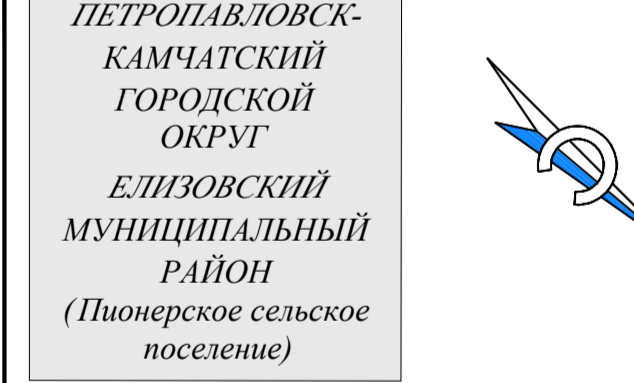 ПЕТРОПАВЛОВСК-
КАМЧАТСКИЙ
ГОРОДСКОЙ
ОКРУГ
ЕЛИЗОВСКИЙ
МУНИЦИПАЛЬНЫЙ
РАЙОН
(Пионерское сельское
поселение)
С